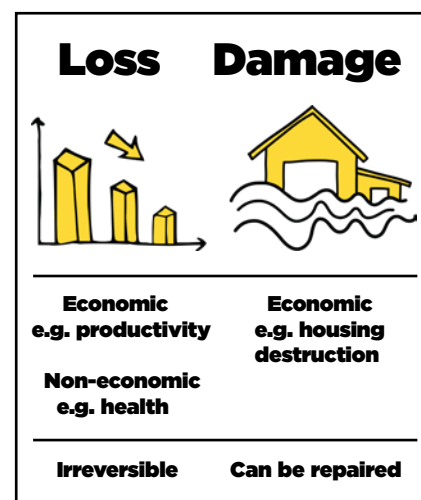 Loss Damage
Economic
e.g. productivity
Non-economic
e.g. health
Economic
e.g. housing
destruction
Irreversible
Can be repaired